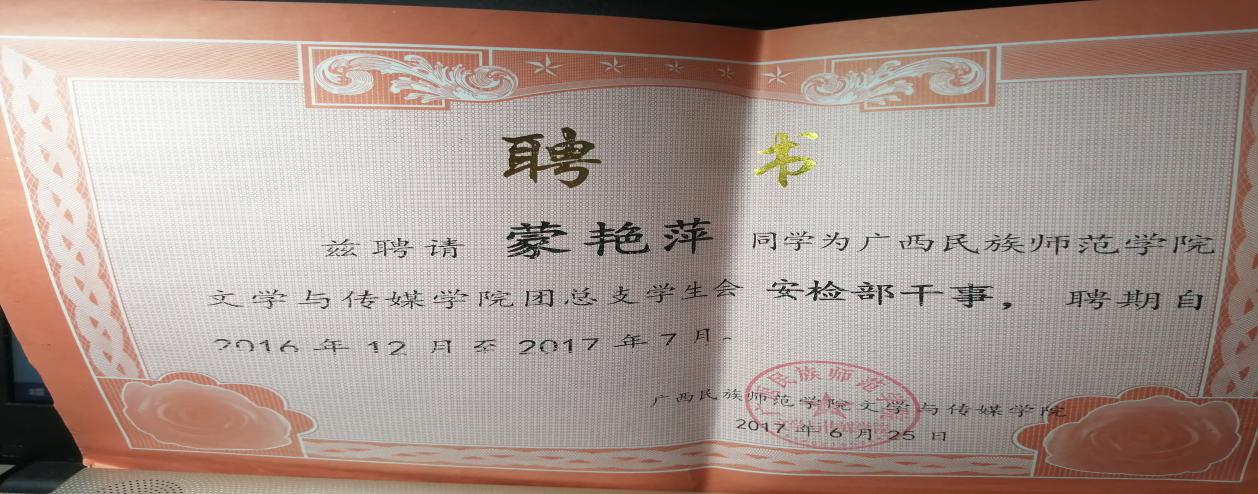 聘 书
兹聘请 蒙艳萍 同学为广西民族师范学院
文学与传媒学院团总支学生会 安检部干事， 聘期自
2016 年 12 月至 2017 年 7 月。
广西民族师范学院文学与传媒学院
2017 年 6 月 25 日